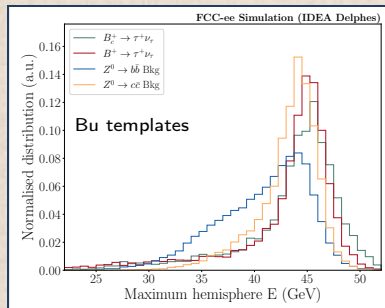 FCC-ee Simulation (IDEA Delphes)
B_c^+ → τ^+ν_τ
B^+ → τ^+ν_τ
Z^0 → bb̄ Bkg
Z^0 → cc̄ Bkg
Bu templates
Normalised distribution (a.u.)
0.16
0.14
0.12
0.10
0.08
0.06
0.04
0.02
0.00
25 30 35 40 45 50
Maximum hemisphere E (GeV)